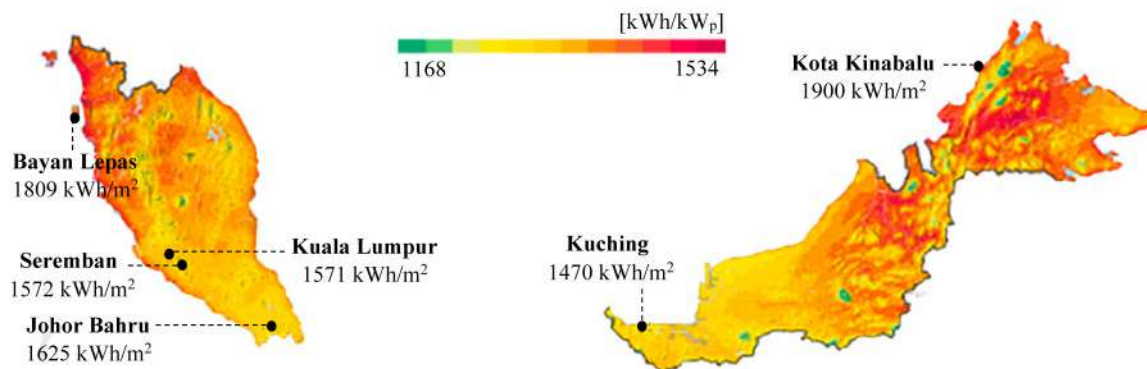 [kWh/kWₚ]
1168
1534
Kota Kinabalu
1900 kWh/m²
Bayan Lepas
1809 kWh/m²
Kuala Lumpur
1571 kWh/m²
Seremban
1572 kWh/m²
Kuching
1470 kWh/m²
Johor Bahru
1625 kWh/m²